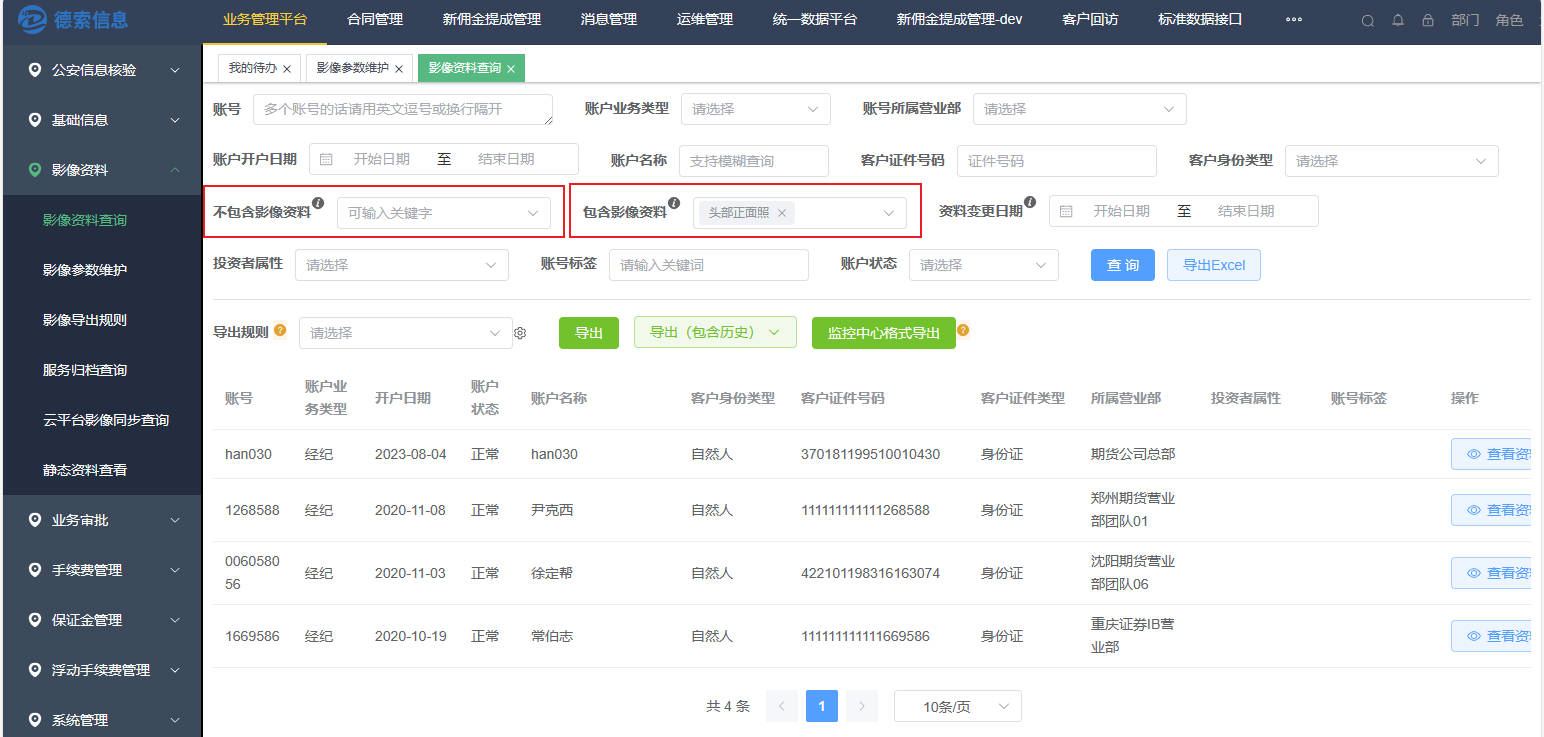 德索信息
业务管理平台 合同管理 新佣金提成管理 消息管理 运维管理 统一数据平台 新佣金提成管理-dev 客户回访 标准数据接口 部门 角色
公安信息核验
基础信息
影像资料
影像资料查询
影像参数维护
影像导出规则
服务归档查询
云平台影像同步查询
静态资料查看
业务审批
手续费管理
保证金管理
浮动手续费管理
系统管理
我的待办 影像参数维护 影像资料查询
账号 多个账号的话请用英文逗号或换行隔开 账户业务类型 请选择 账号所属营业部 请选择
账户开户日期 开始日期 至 结束日期 账户名称 支持模糊查询 客户证件号码 证件号码 客户身份类型 请选择
不包含影像资料 可输入关键字 包含影像资料 头部正面照 资料变更日期 开始日期 至 结束日期
投资者属性 请选择 账号标签 请输入关键词 账户状态 请选择 查询 导出Excel
导出规则 请选择 导出 导出（包含历史） 监控中心格式导出
账号 账户业务类型 开户日期 账户状态 账户名称 客户身份类型 客户证件号码 客户证件类型 所属营业部 投资者属性 账号标签 操作
han030 经纪 2023-08-04 正常 han030 自然人 370181199510010430 身份证 期货公司总部 查看资
1268588 经纪 2020-11-08 正常 尹克西 自然人 111111111111268588 身份证 郑州期货营业部团队01 查看资
006058056 经纪 2020-11-03 正常 徐定帮 自然人 422101198316163074 身份证 沈阳期货营业部团队06 查看资
1669586 经纪 2020-10-19 正常 常伯志 自然人 111111111111669586 身份证 重庆证券IB营业部 查看资
共 4 条 1 10条/页